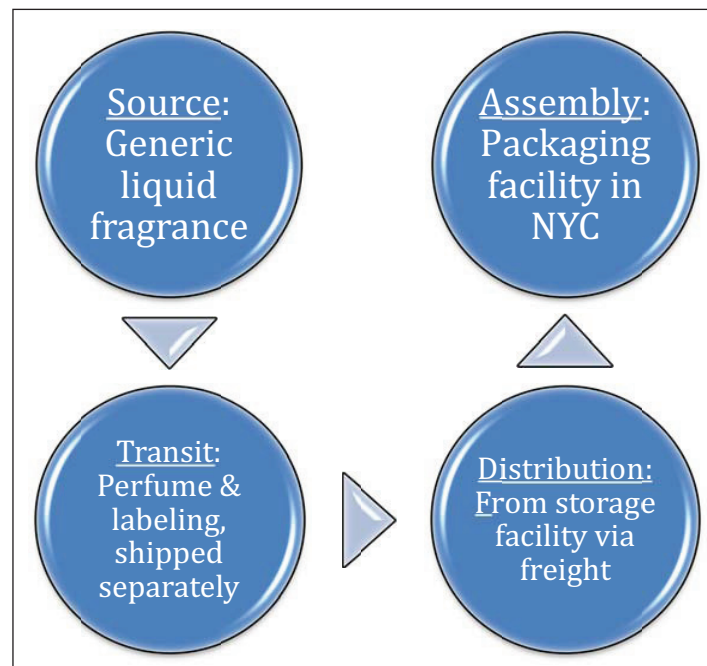 Source:
Generic
liquid
fragrance
Transit:
Perfume &
labeling,
shipped
separately
Distribution:
From storage
facility via
freight
Assembly:
Packaging
facility in
NYC